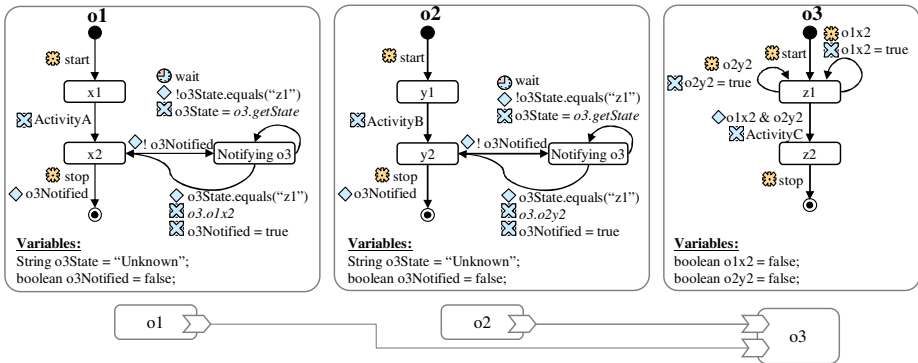 o1
start
x1
wait
!o3State.equals(“z1”)
o3State = o3.getState
ActivityA
x2
! o3Notified
Notifying o3
stop
o3Notified
o3State.equals(“z1”)
o3.o1x2
o3Notified = true
Variables:
String o3State = “Unknown”;
boolean o3Notified = false;
o2
start
y1
wait
!o3State.equals(“z1”)
o3State = o3.getState
ActivityB
y2
! o3Notified
Notifying o3
stop
o3Notified
o3State.equals(“z1”)
o3.o2y2
o3Notified = true
Variables:
String o3State = “Unknown”;
boolean o3Notified = false;
o3
o1x2
o1x2 = true
start
o2y2
o2y2 = true
z1
o1x2 & o2y2
ActivityC
z2
stop
Variables:
boolean o1x2 = false;
boolean o2y2 = false;
o1
o2
o3